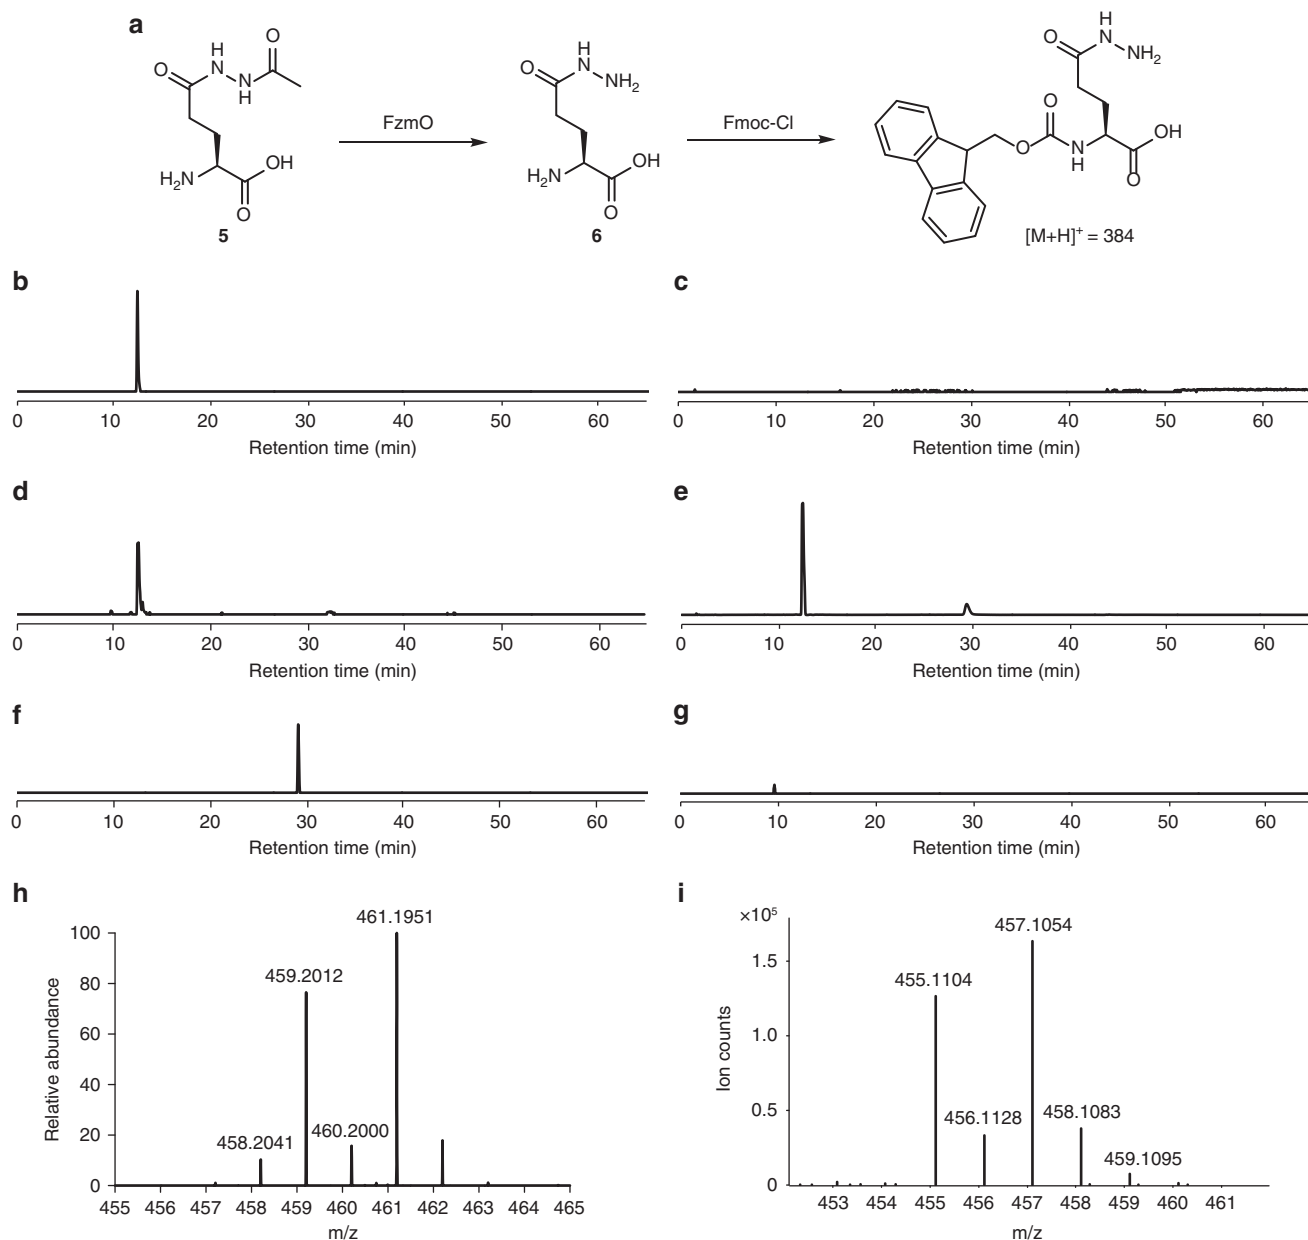 a
O
H
N
N
H
O
H2N
O
OH
5
FzmO
O
H
N
NH2
H2N
O
OH
6
Fmoc-Cl
O
H
N
NH2
O
O
N
H
O
OH
[M+H]+ = 384
b
0 10 20 30 40 50 60
Retention time (min)
c
0 10 20 30 40 50 60
Retention time (min)
d
0 10 20 30 40 50 60
Retention time (min)
e
0 10 20 30 40 50 60
Retention time (min)
f
0 10 20 30 40 50 60
Retention time (min)
g
0 10 20 30 40 50 60
Retention time (min)
h
461.1951
459.2012
458.2041
460.2000
100
80
60
40
20
0
Relative abundance
455 456 457 458 459 460 461 462 463 464 465
m/z
i
×10⁵
457.1054
455.1104
456.1128
458.1083
459.1095
1.5
1.0
0.5
0
Ion counts
453 454 455 456 457 458 459 460 461
m/z